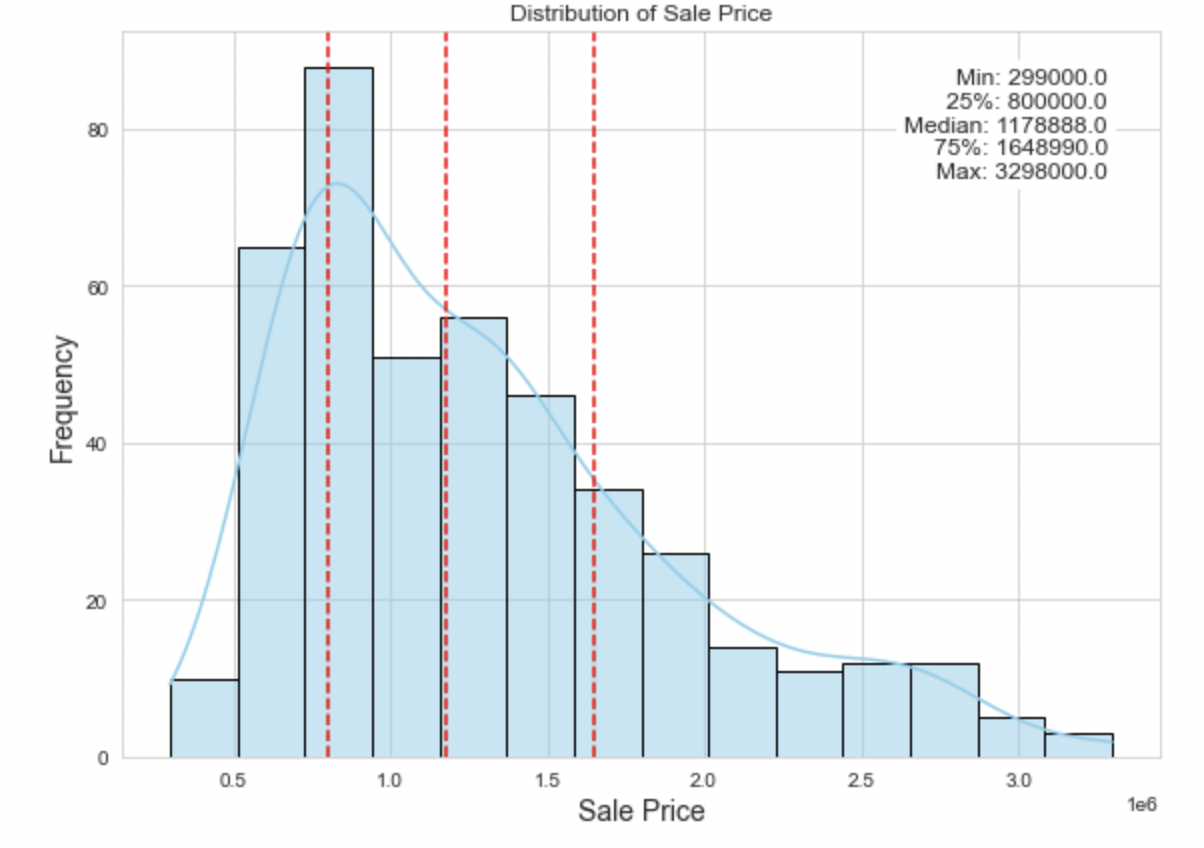 Distribution of Sale Price
Min: 299000.0
25%: 800000.0
Median: 1178888.0
75%: 1648990.0
Max: 3298000.0
Frequency
80
60
40
20
0
0.5 1.0 1.5 2.0 2.5 3.0
1e6
Sale Price